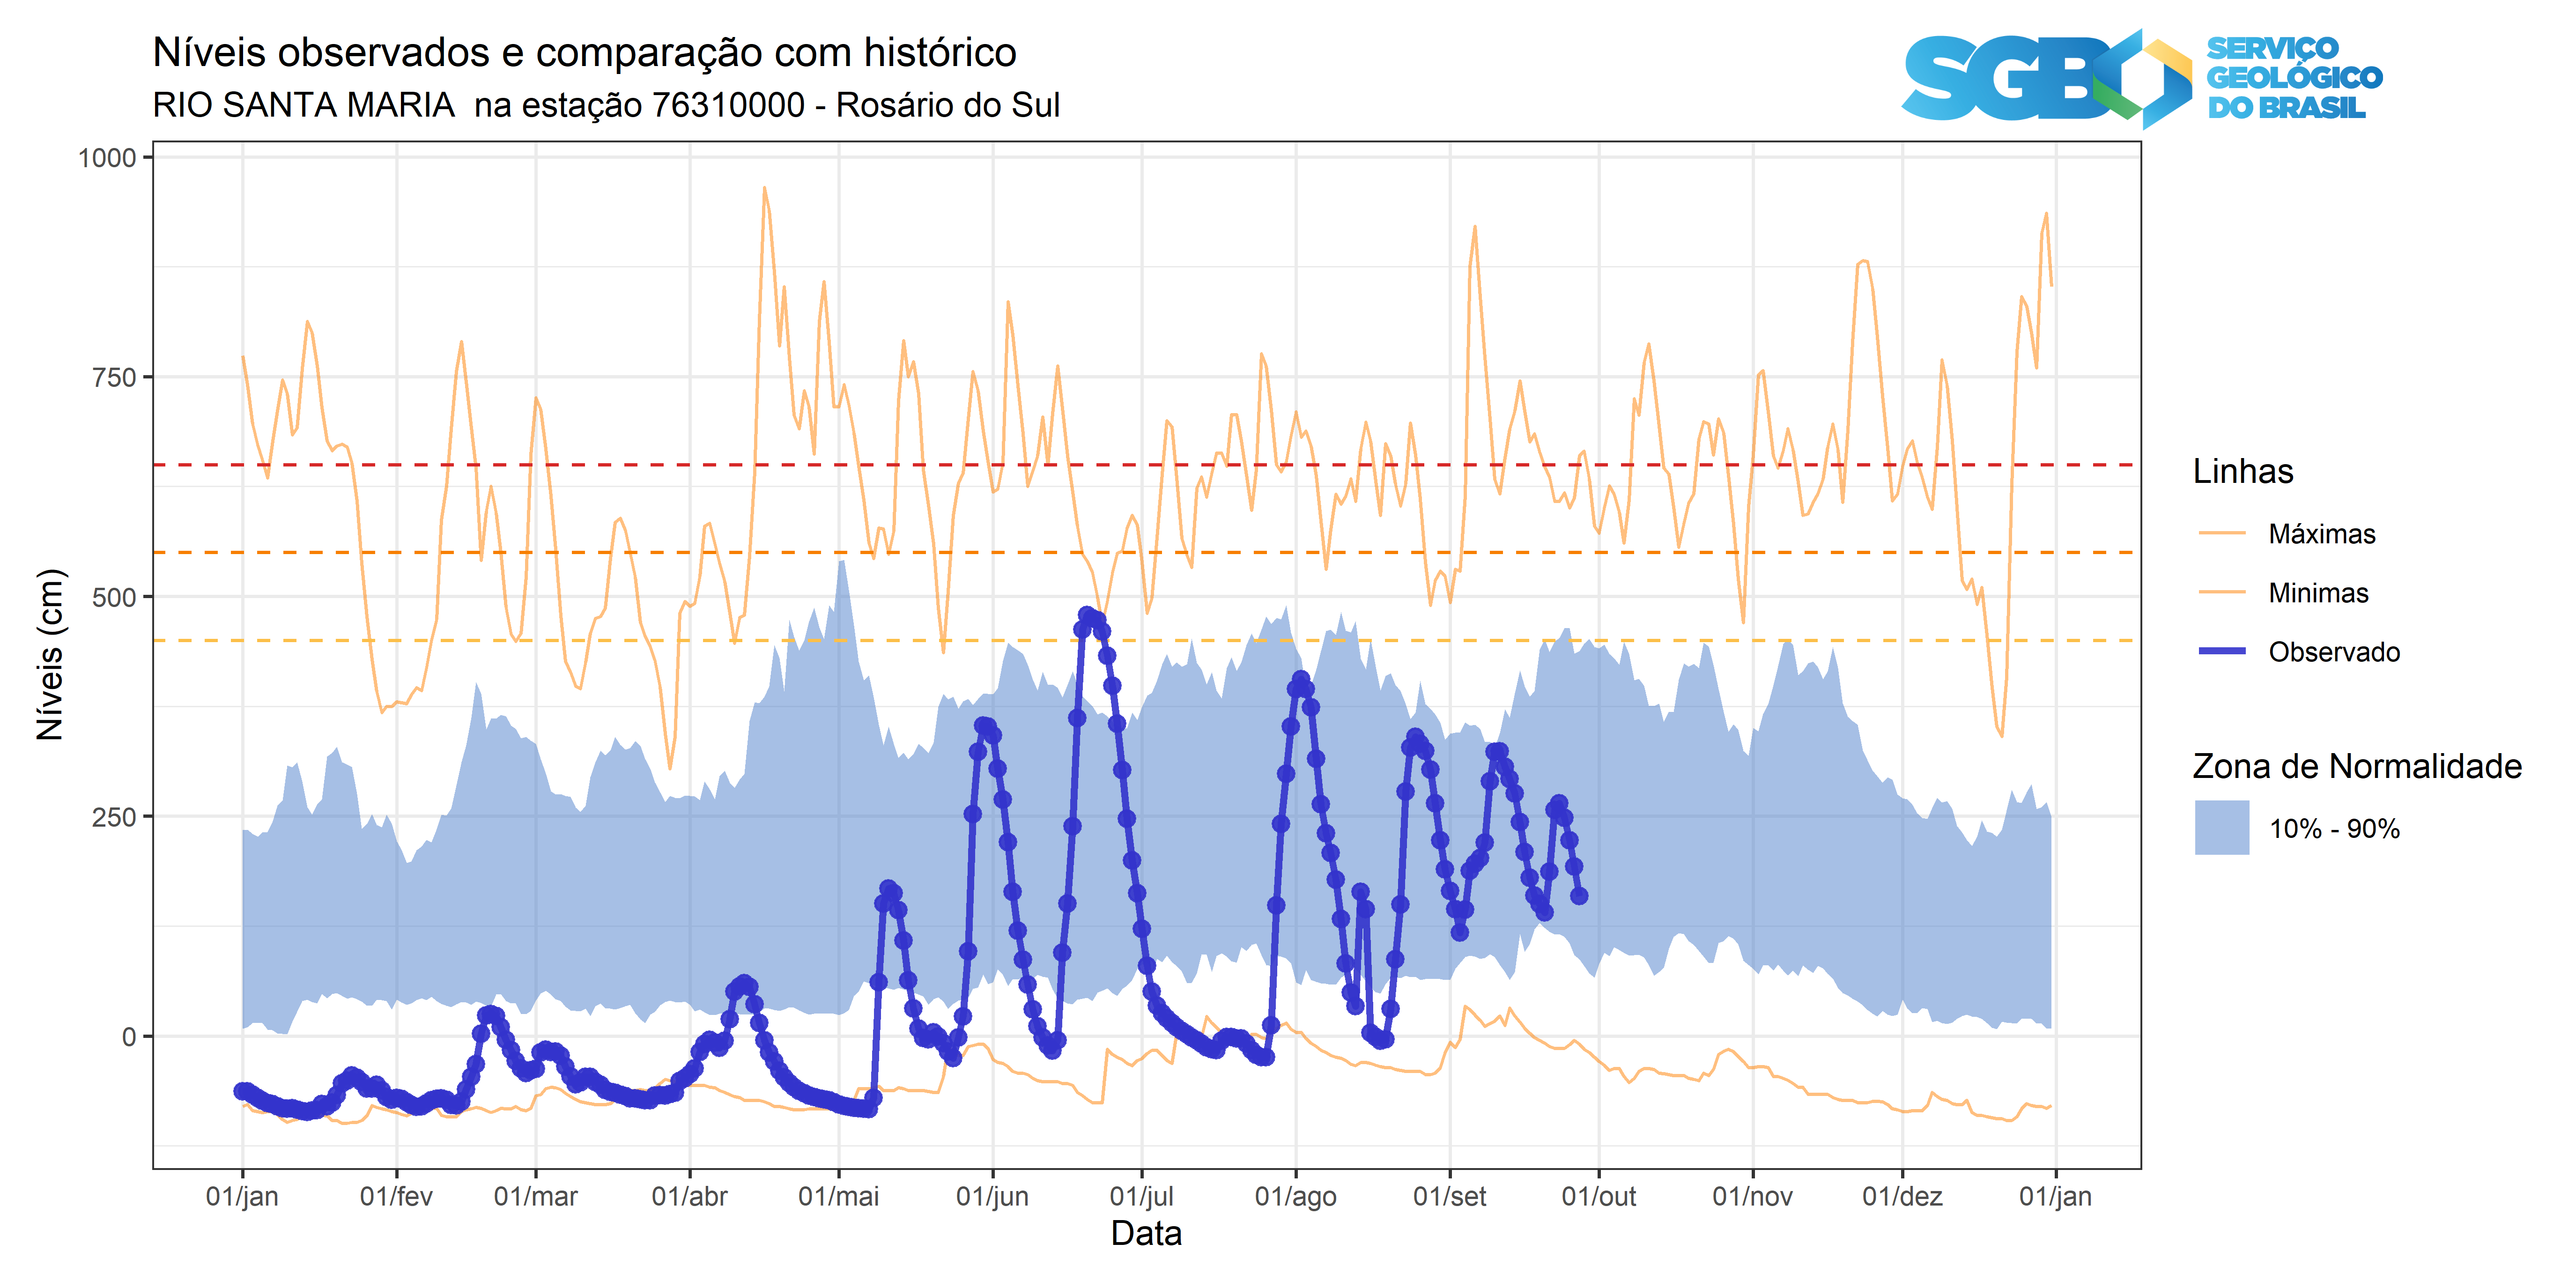 Níveis observados e comparação com histórico
RIO SANTA MARIA  na estação 76310000 - Rosário do Sul
SGB
SERVIÇO
GEOLÓGICO
DO BRASIL
Níveis (cm)
1000
750
500
250
0
01/jan 01/fev 01/mar 01/abr 01/mai 01/jun 01/jul 01/ago 01/set 01/out 01/nov 01/dez 01/jan
Data
Linhas
Máximas
Minimas
Observado
Zona de Normalidade
10% - 90%